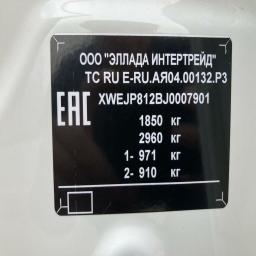 ООО "ЭЛЛАДА ИНТЕРТРЕЙД"
ТС RU Е-RU.АЯ04.00132.Р3
EAC
XWEJP812BJ0007901
1850 кг
2960 кг
1- 971 кг
2- 910 кг